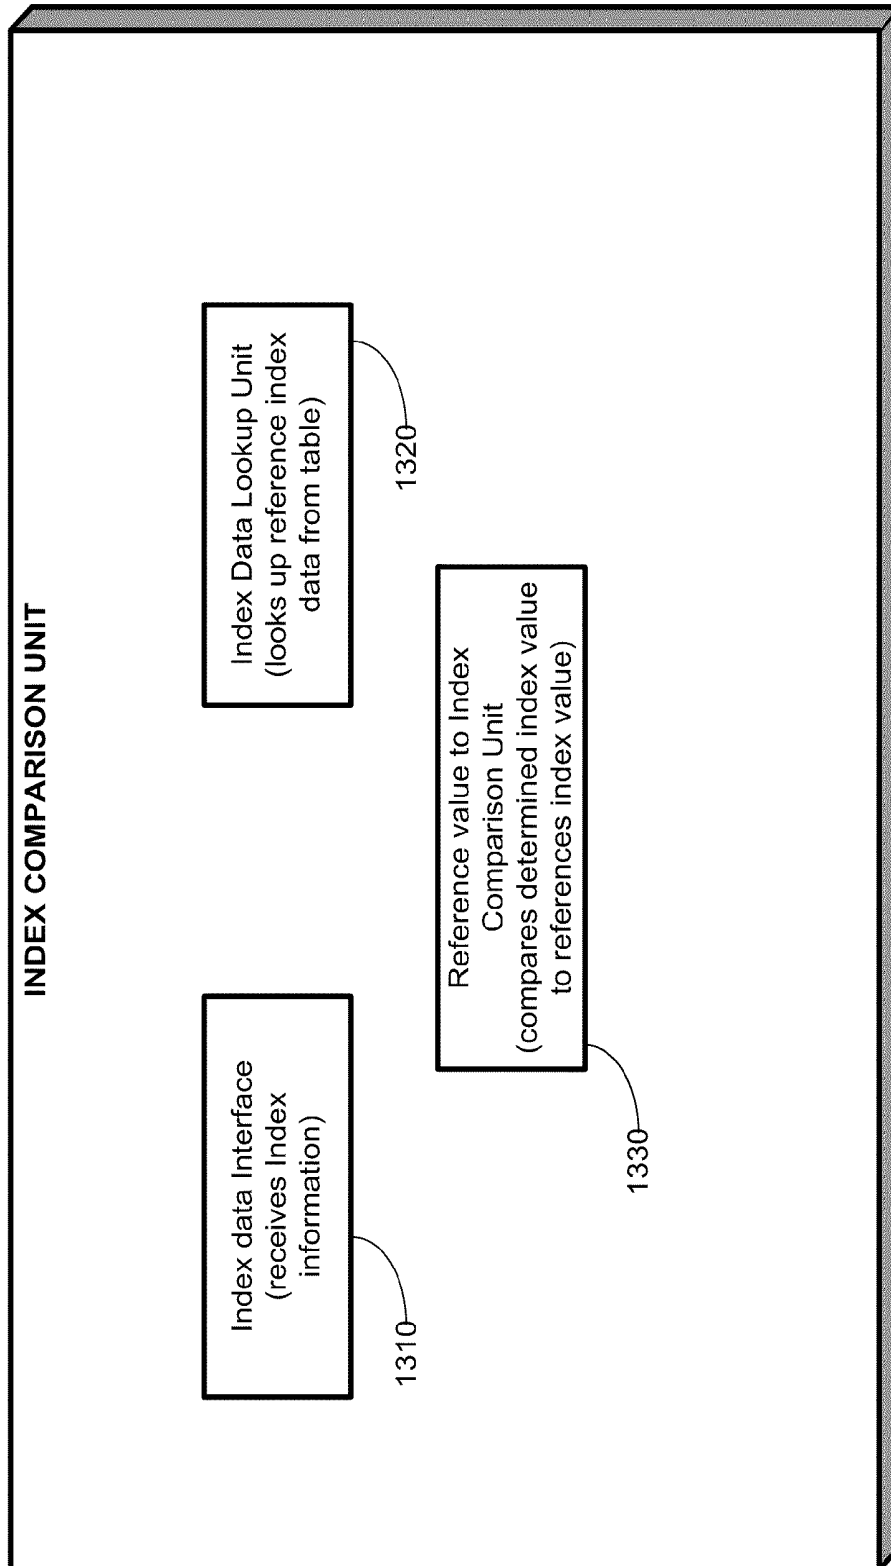 INDEX COMPARISON UNIT
Index data Interface
(receives Index
information)
1310
Index Data Lookup Unit
(looks up reference index
data from table)
1320
Reference value to Index
Comparison Unit
(compares determined index value
to references index value)
1330